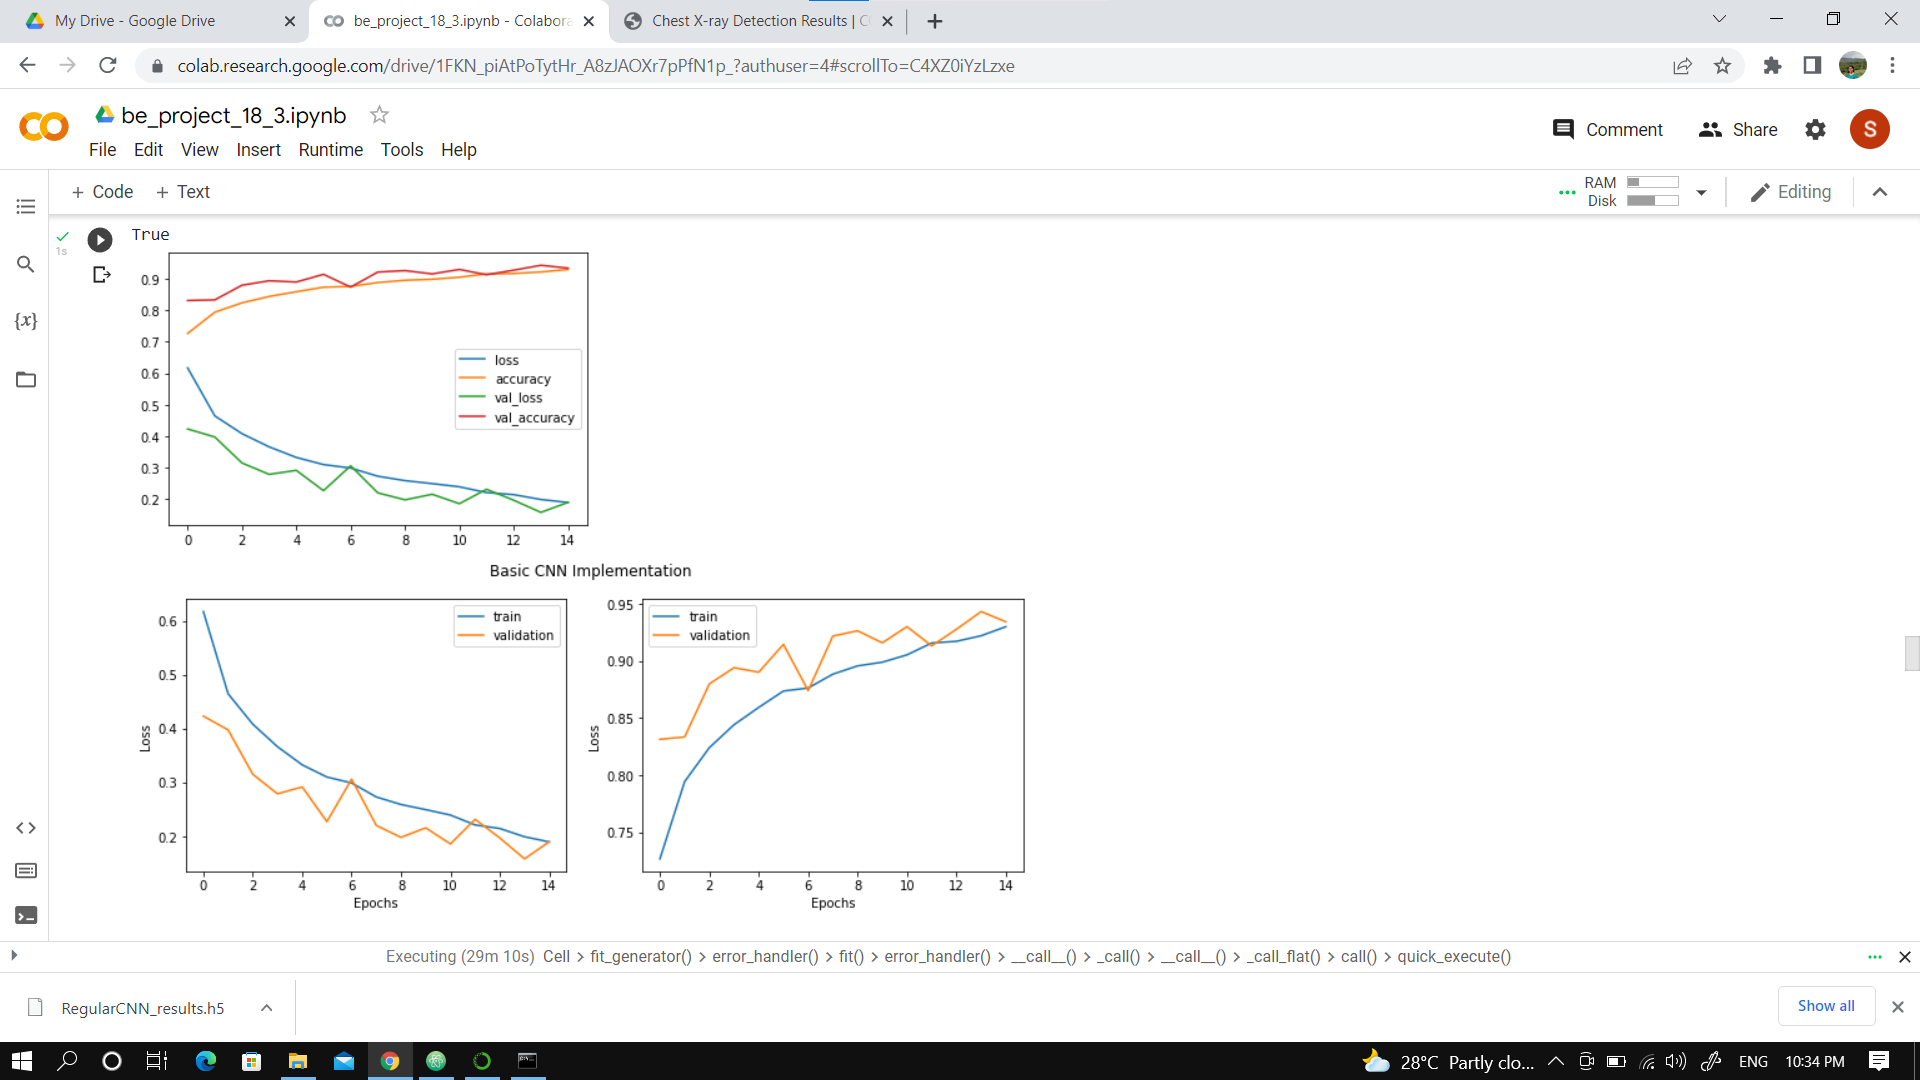 My Drive - Google Drive
be_project_18_3.ipynb - Colabora
Chest X-ray Detection Results | C
colab.research.google.com/drive/1FKN_piAtPoTytHr_A8zJAOXr7pPfN1p_?authuser=4#scrollTo=C4XZ0iYzLzxe
be_project_18_3.ipynb
Comment
Share
S
File Edit View Insert Runtime Tools Help
+ Code + Text
RAM
Disk
Editing
1s
True
{x}
0.9
0.8
0.7
0.6
0.5
0.4
0.3
0.2
loss
accuracy
val_loss
val_accuracy
0 2 4 6 8 10 12 14
Basic CNN Implementation
0.6
0.5
0.4
0.3
0.2
Loss
train
validation
0 2 4 6 8 10 12 14
Epochs
0.95
0.90
0.85
0.80
0.75
Loss
train
validation
0 2 4 6 8 10 12 14
Epochs
Executing (29m 10s) Cell > fit_generator() > error_handler() > fit() > error_handler() > __call__() > _call() > __call__() > _call_flat() > call() > quick_execute()
RegularCNN_results.h5
Show all
28°C Partly clo...
ENG
10:34 PM